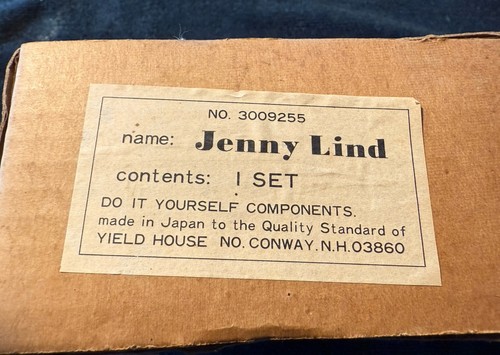 NO. 3009255
name: Jenny Lind
contents: 1 SET
DO IT YOURSELF COMPONENTS.
made in Japan to the Quality Standard of
YIELD HOUSE NO. CONWAY. N.H. 03860